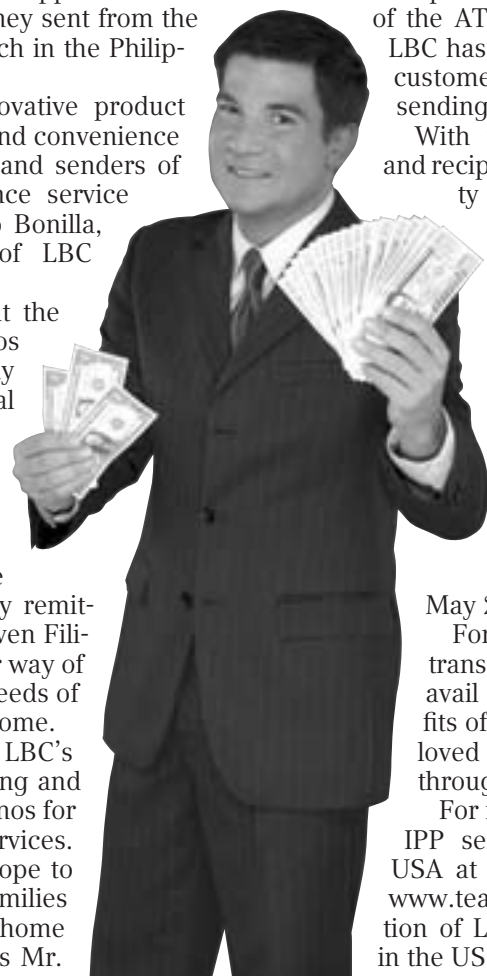 ney sent from the
ch in the Philip-
ovative product
nd convenience
and senders of
nce service
Bonilla,
of LBC
t the
os
y
al
e
y remit-
ven Fili-
r way of
eeds of
ome.
LBC's
ng and
nos for
rvices.
ope to
milies
home
s Mr.
of the AT
LBC has
custome
sending
With
and recip
ty
May 2
For
trans
avail
fits of
loved
throug
For
IPP se
USA at
www.tea
tion of L
in the US